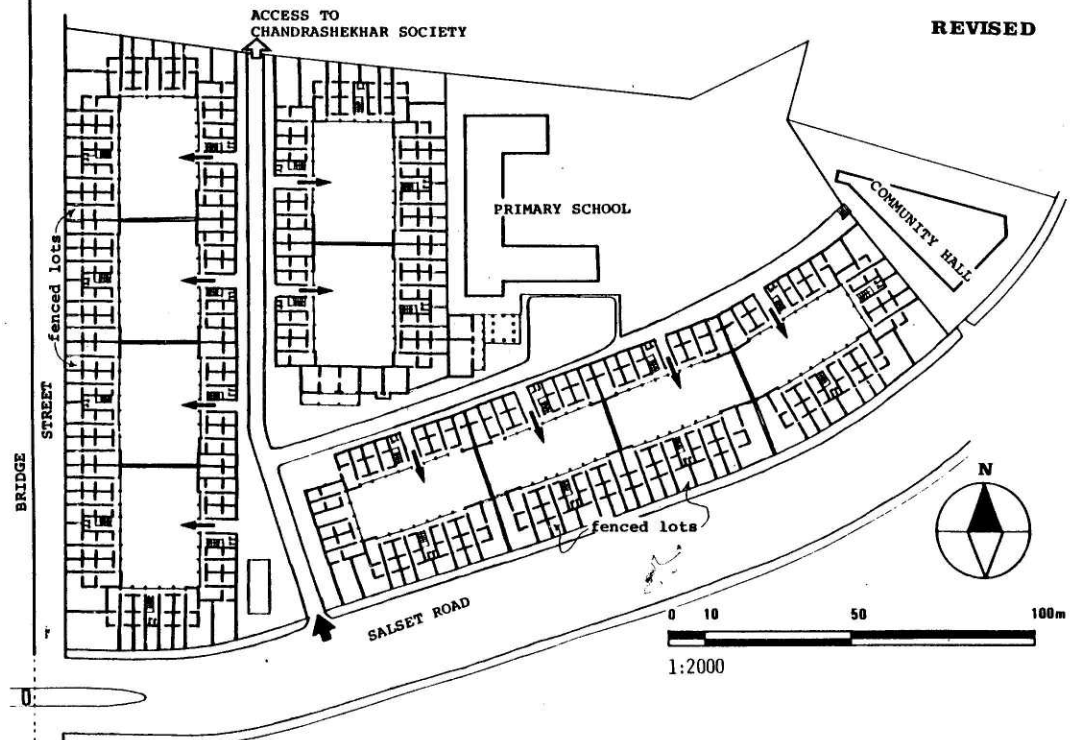 ACCESS TO
CHANDRASHEKHAR SOCIETY
REVISED
PRIMARY SCHOOL
COMMUNITY HALL
fenced lots
STREET
BRIDGE
fenced lots
SALSET ROAD
N
0 10 50 100m
1:2000